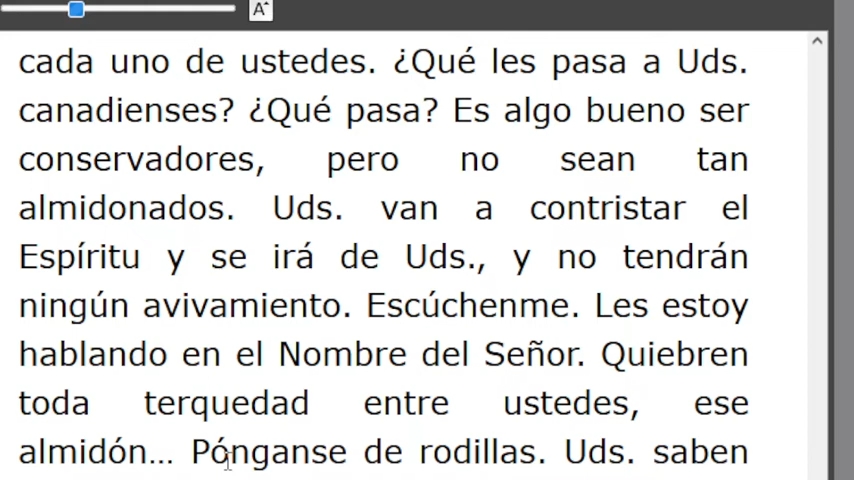 A
cada uno de ustedes. ¿Qué les pasa a Uds.
canadienses? ¿Qué pasa? Es algo bueno ser
conservadores, pero no sean tan
almidonados. Uds. van a contristar el
Espíritu y se irá de Uds., y no tendrán
ningún avivamiento. Escúchenme. Les estoy
hablando en el Nombre del Señor. Quiebren
toda terquedad entre ustedes, ese
almidón... Pónganse de rodillas. Uds. saben